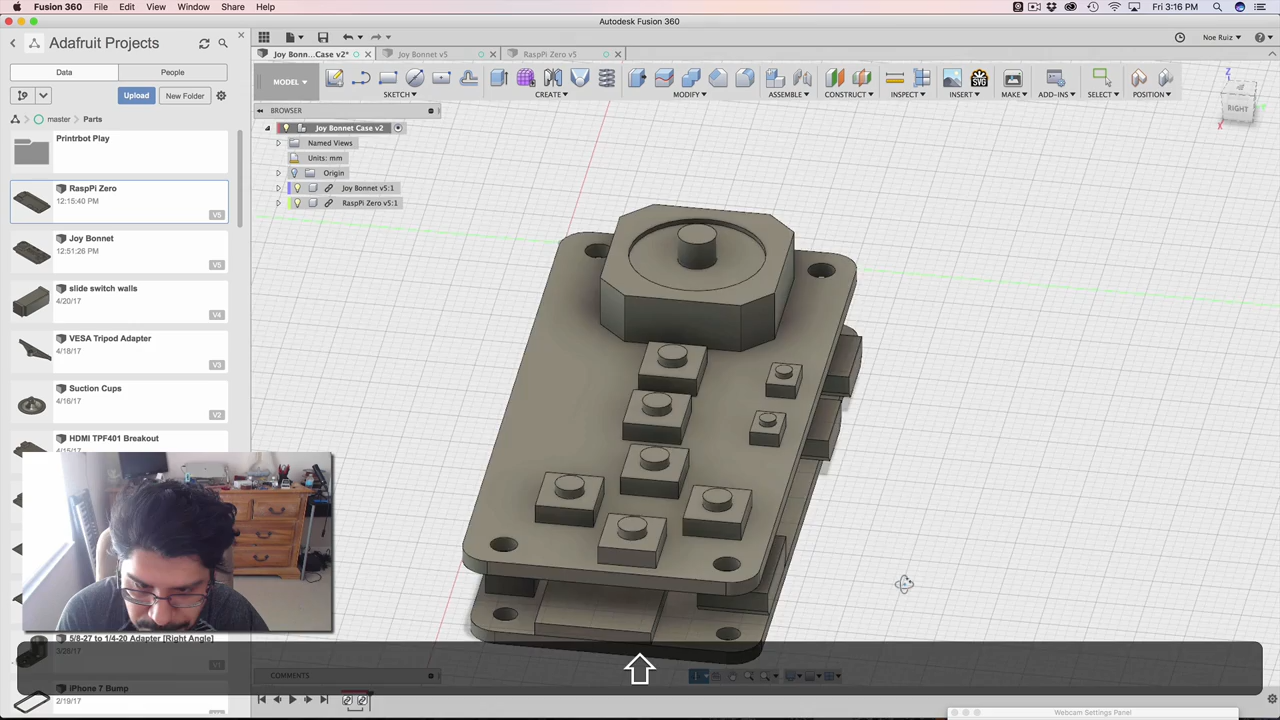 Fusion 360 File Edit View Window Share Help Fri 3:16 PM
Autodesk Fusion 360
Adafruit Projects Noe Ruiz
Joy Bonn...Case v2* Joy Bonnet v5 RaspPi Zero v5
Data People
MODEL SKETCH CREATE MODIFY ASSEMBLE CONSTRUCT INSPECT INSERT MAKE ADD-INS SELECT POSITION
Upload New Folder
BROWSER
master Parts
Joy Bonnet Case v2
Named Views
Units: mm
Origin
Joy Bonnet v5:1
RaspPi Zero v5:1
Z
RIGHT
X
Printrbot Play
RaspPi Zero
12:15:40 PM
V5
Joy Bonnet
12:51:26 PM
V5
slide switch walls
4/20/17
V4
VESA Tripod Adapter
4/18/17
V3
Suction Cups
4/16/17
V2
HDMI TPF401 Breakout
5/8-27 to 1/4-20 Adapter [Right Angle]
V1
iPhone 7 Bump
2/19/17
COMMENTS
Webcam Settings Panel